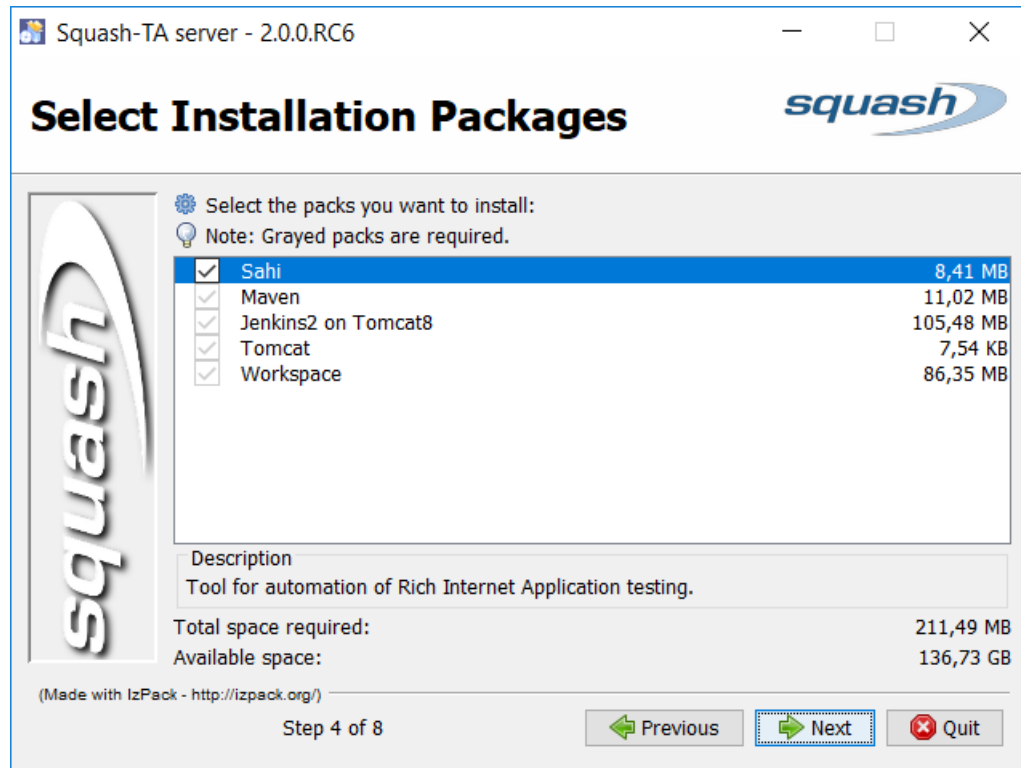 Squash-TA server - 2.0.0.RC6
Select Installation Packages
squash
squash
Select the packs you want to install:
Note: Grayed packs are required.
Sahi 8,41 MB
Maven 11,02 MB
Jenkins2 on Tomcat8 105,48 MB
Tomcat 7,54 KB
Workspace 86,35 MB
Description
Tool for automation of Rich Internet Application testing.
Total space required: 211,49 MB
Available space: 136,73 GB
(Made with IzPack - http://izpack.org/)
Step 4 of 8 Previous Next Quit